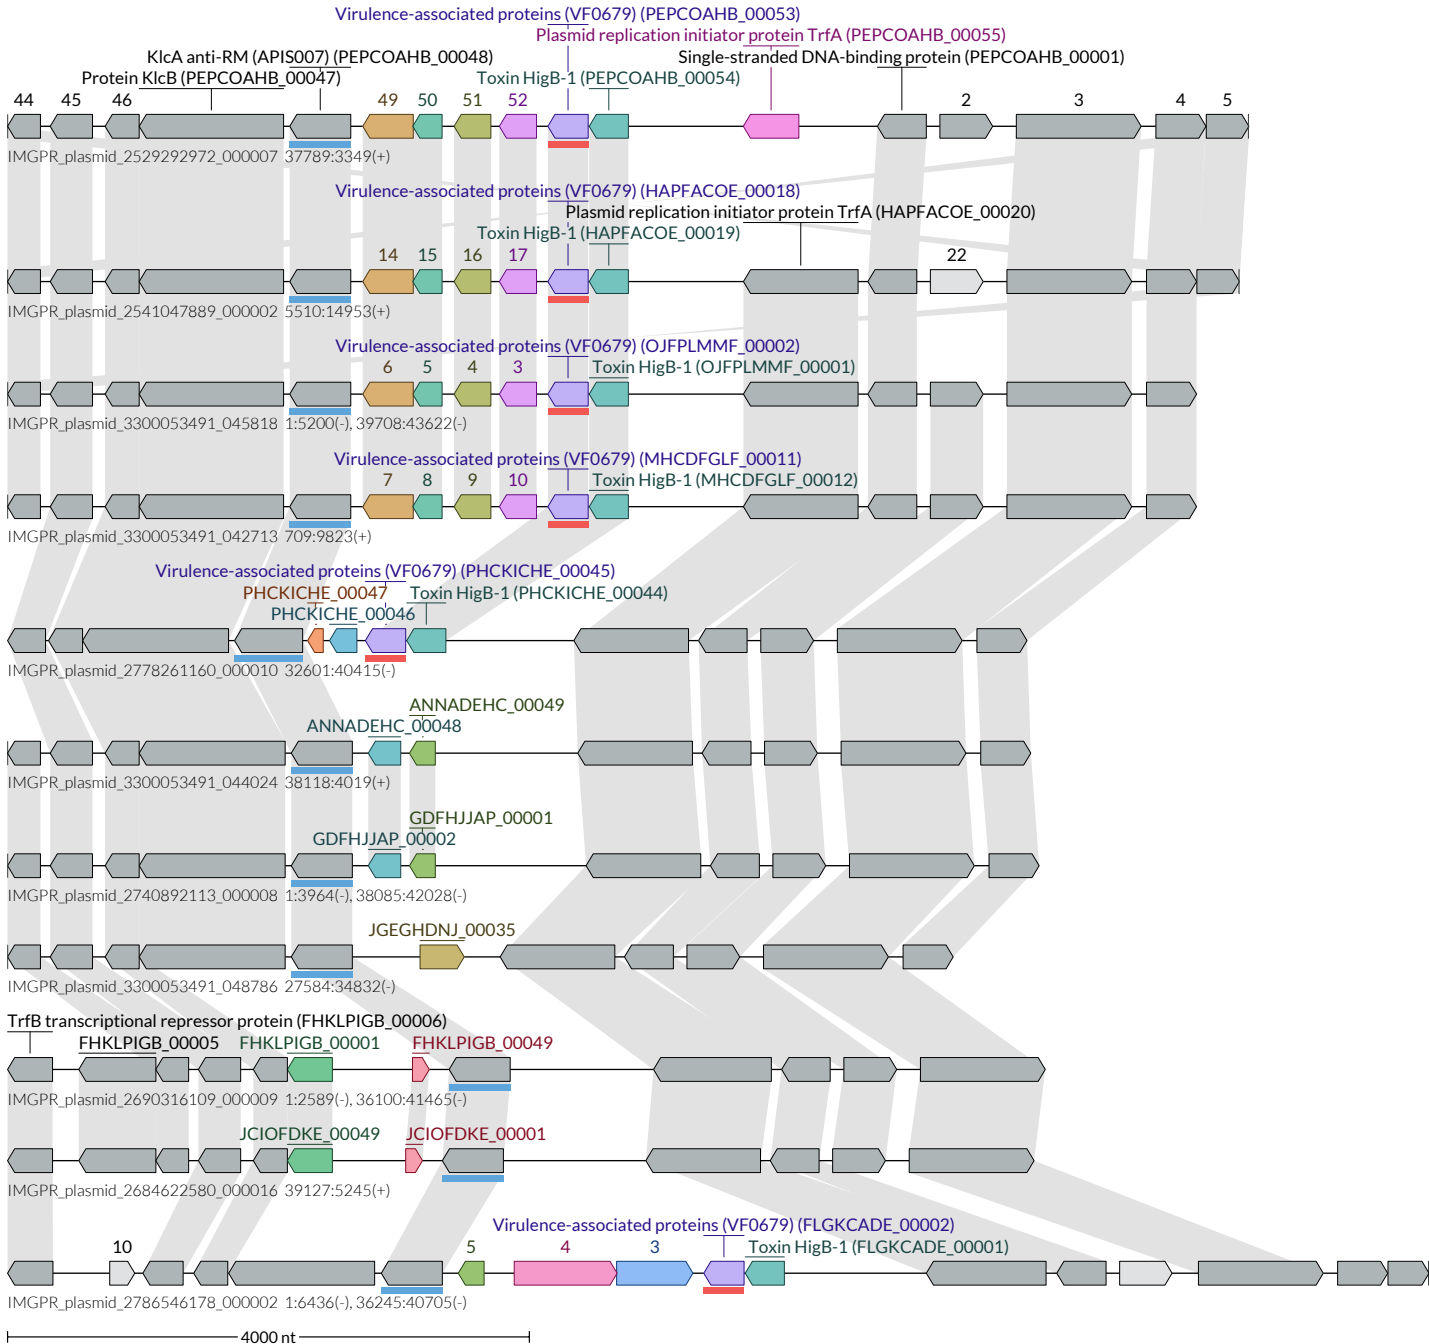 Virulence-associated proteins (VF0679) (PEPCOAHB_00053)
Plasmid replication initiator protein TrfA (PEPCOAHB_00055)
KlcA anti-RM (APIS007) (PEPCOAHB_00048)
Single-stranded DNA-binding protein (PEPCOAHB_00001)
Protein KlcB (PEPCOAHB_00047)
Toxin HigB-1 (PEPCOAHB_00054)
44 45 46 49 50 51 52 2 3 4 5
IMGPR_plasmid_2529292972_000007 37789:3349(+)
Virulence-associated proteins (VF0679) (HAPFACOE_00018)
Plasmid replication initiator protein TrfA (HAPFACOE_00020)
Toxin HigB-1 (HAPFACOE_00019)
14 15 16 17 22
IMGPR_plasmid_2541047889_000002 5510:14953(+)
Virulence-associated proteins (VF0679) (OJFPLMMF_00002)
6 5 4 3 Toxin HigB-1 (OJFPLMMF_00001)
IMGPR_plasmid_3300053491_045818 1:5200(-), 39708:43622(-)
Virulence-associated proteins (VF0679) (MHCDFGLF_00011)
7 8 9 10 Toxin HigB-1 (MHCDFGLF_00012)
IMGPR_plasmid_3300053491_042713 709:9823(+)
Virulence-associated proteins (VF0679) (PHCKICHE_00045)
PHCKICHE_00047 Toxin HigB-1 (PHCKICHE_00044)
PHCKICHE_00046
IMGPR_plasmid_2778261160_000010 32601:40415(-)
ANNADEHC_00049
ANNADEHC_00048
IMGPR_plasmid_3300053491_044024 38118:4019(+)
GDFHJJAP_00001
GDFHJJAP_00002
IMGPR_plasmid_2740892113_000008 1:3964(-), 38085:42028(-)
JGEGHDNJ_00035
IMGPR_plasmid_3300053491_048786 27584:34832(-)
TrfB transcriptional repressor protein (FHKLPIGB_00006)
FHKLPIGB_00005 FHKLPIGB_00001 FHKLPIGB_00049
IMGPR_plasmid_2690316109_000009 1:2589(-), 36100:41465(-)
JCIOFDKE_00049 JCIOFDKE_00001
IMGPR_plasmid_2684622580_000016 39127:5245(+)
Virulence-associated proteins (VF0679) (FLGKCADE_00002)
10 5 4 3 Toxin HigB-1 (FLGKCADE_00001)
IMGPR_plasmid_2786546178_000002 1:6436(-), 36245:40705(-)
4000 nt